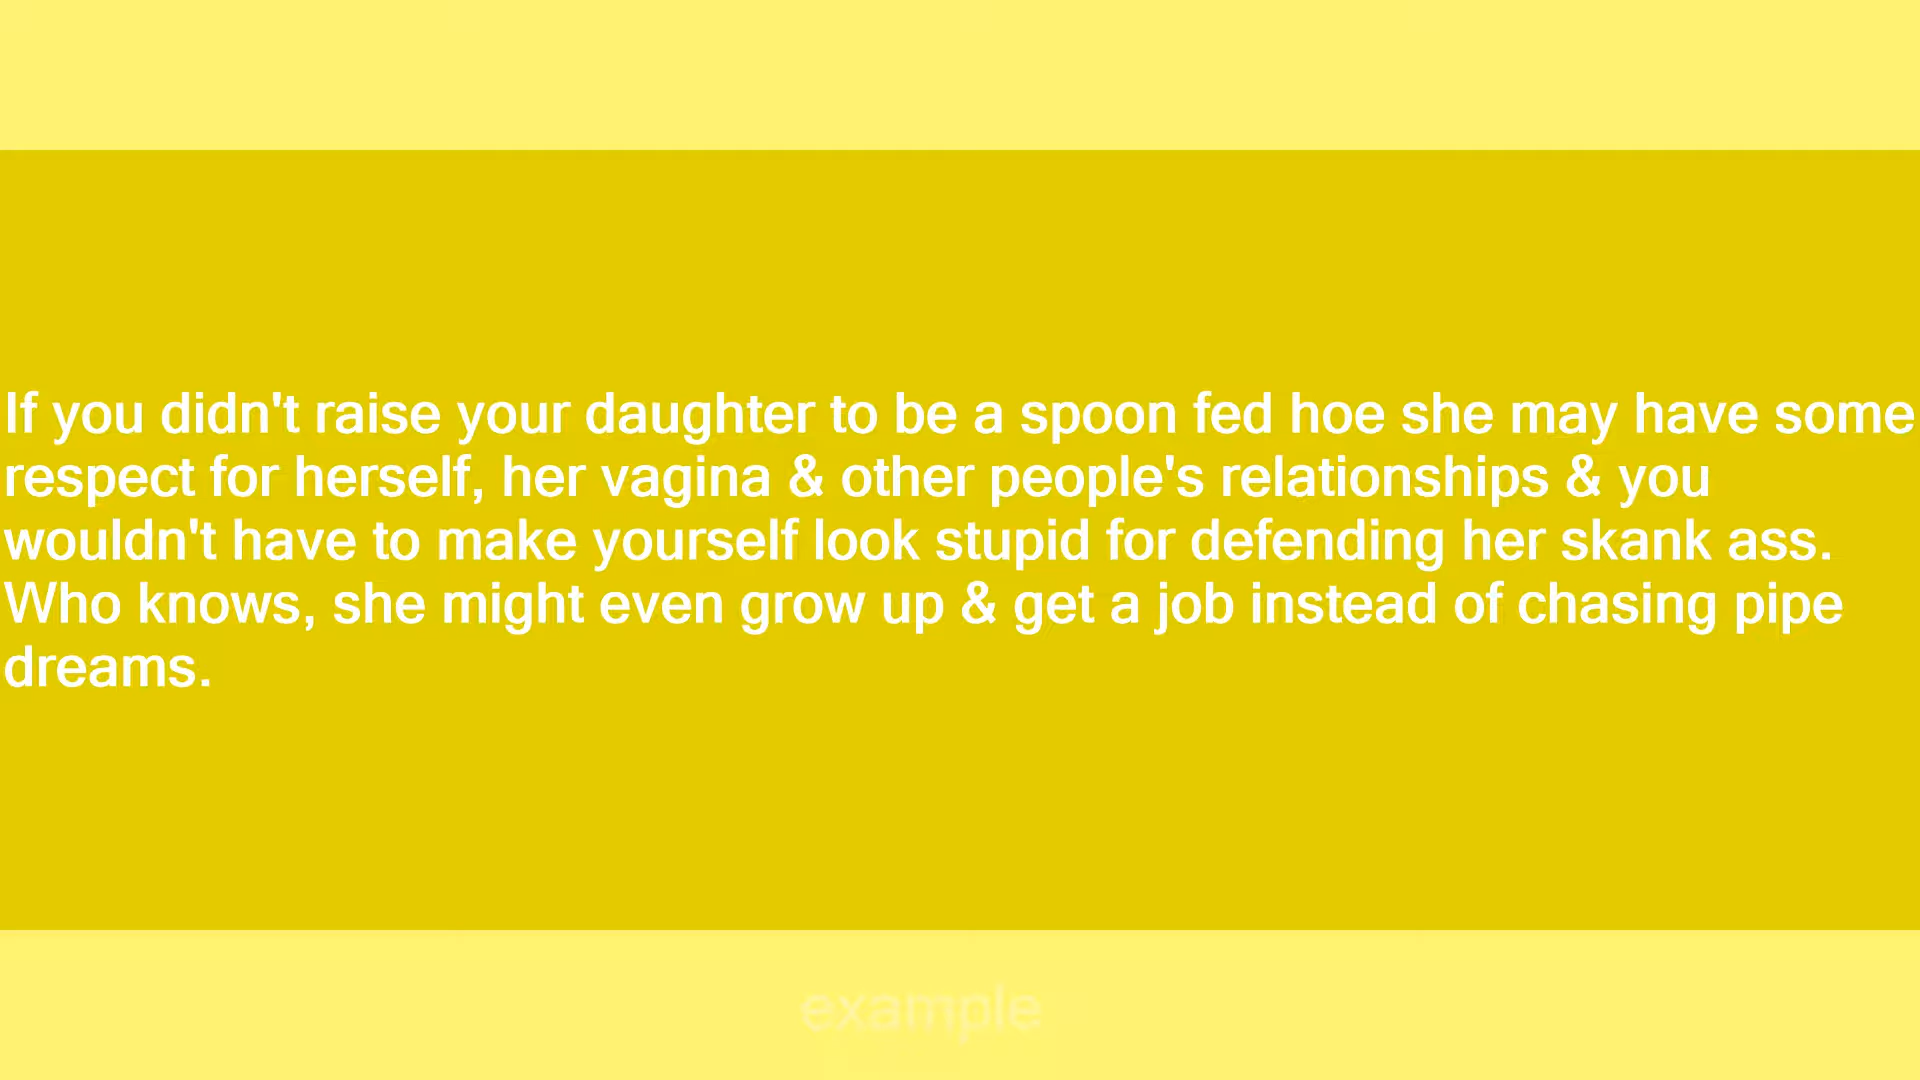 If you didn't raise your daughter to be a spoon fed hoe she may have some
respect for herself, her vagina & other people's relationships & you
wouldn't have to make yourself look stupid for defending her skank ass.
Who knows, she might even grow up & get a job instead of chasing pipe
dreams.
example